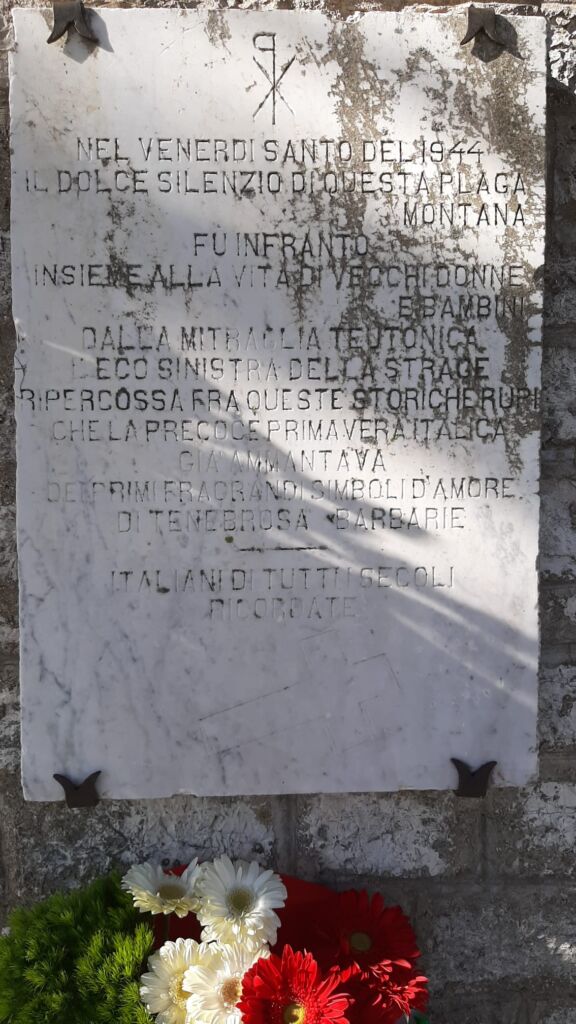 NEL VENERDI SANTO DEL 1944
IL DOLCE SILENZIO DI QUESTA PLAGA
MONTANA
FU INFRANTO
INSIEME ALLA VITA DI VECCHI DONNE
E BAMBINI
DALLA MITRAGLIA TEUTONICA
L'ECO SINISTRA DELLA STRAGE
RIPERCOSSA FRA QUESTE STORICHE RUPI
CHE LA PRECOCE PRIMAVERA ITALICA
GIA' AMMANTAVA
DEI PRIMI FRAGRANDI SIMBOLI D'AMORE
DI TENEBROSA BARBARIE
ITALIANI DI TUTTI I SECOLI
RICORDATE